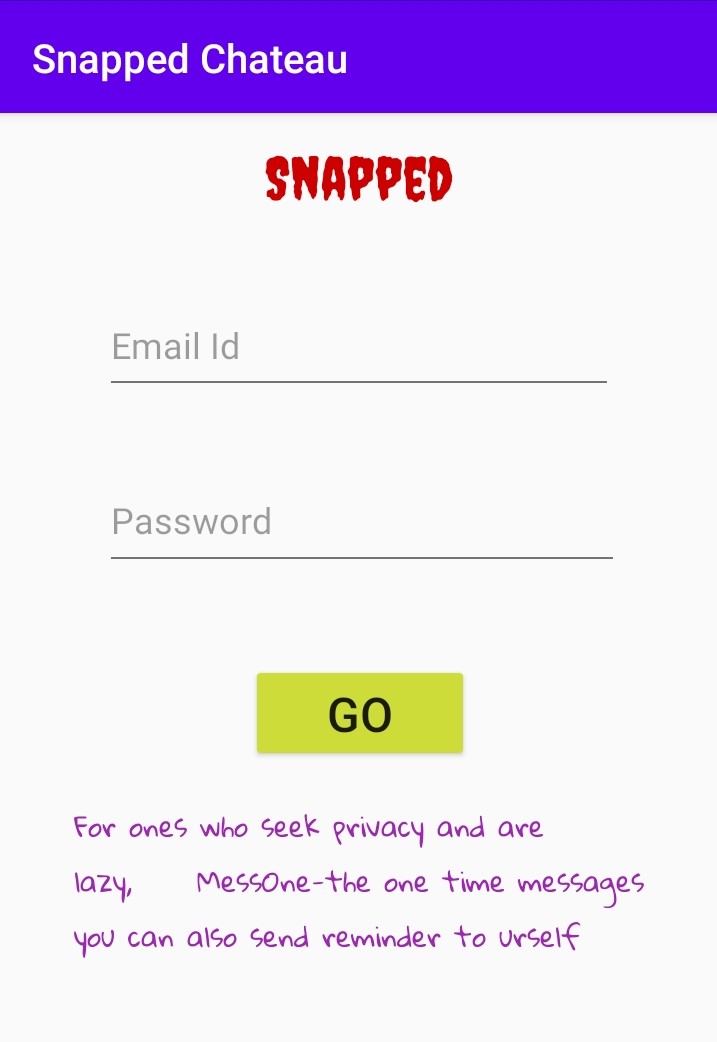 Snapped Chateau
SNAPPED
Email Id
Password
GO
For ones who seek privacy and are
lazy, MessOne-the one time messages
you can also send reminder to urself